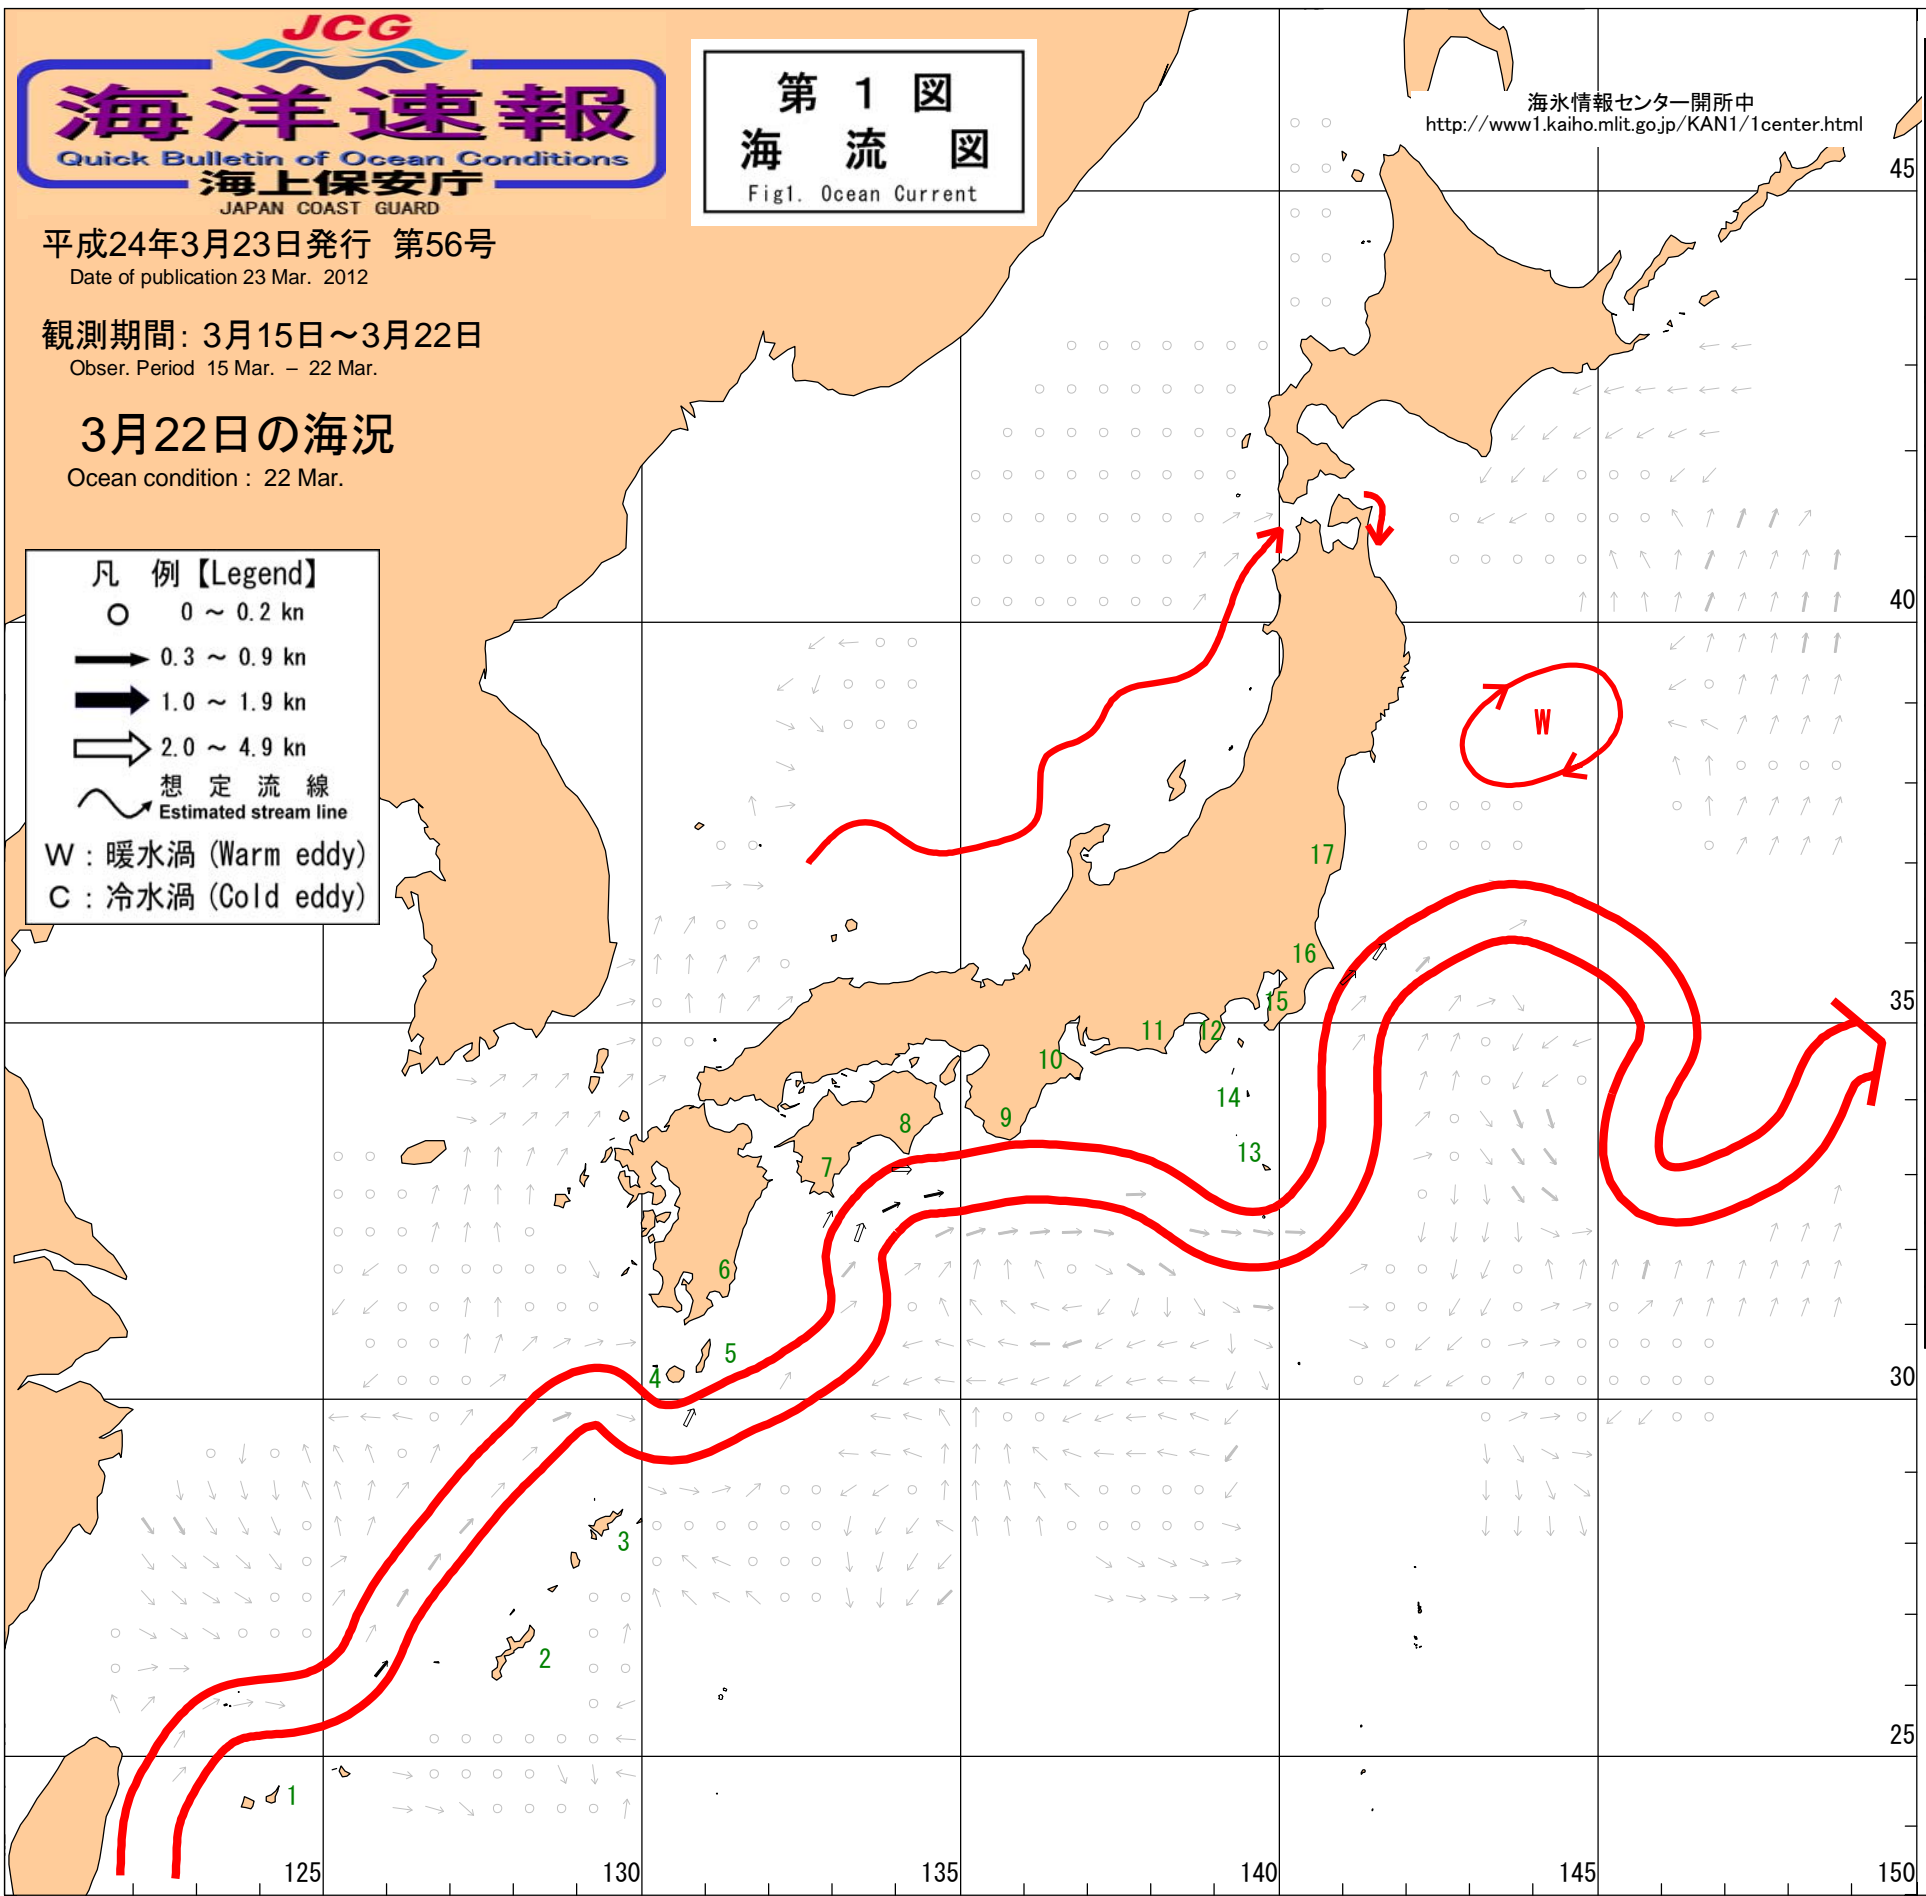 JCG
海洋速報
Quick Bulletin of Ocean Conditions
海上保安庁
JAPAN COAST GUARD
第 1 図
海 流 図
Fig1. Ocean Current
海氷情報センター開所中
http://www1.kaiho.mlit.go.jp/KAN1/1center.html
平成24年3月23日発行 第56号
Date of publication 23 Mar. 2012
観測期間: 3月15日～3月22日
Obser. Period 15 Mar. – 22 Mar.
3月22日の海況
Ocean condition : 22 Mar.
凡 例【Legend】
0 ～ 0.2 kn
0.3 ～ 0.9 kn
1.0 ～ 1.9 kn
2.0 ～ 4.9 kn
想 定 流 線
Estimated stream line
W : 暖水渦 (Warm eddy)
C : 冷水渦 (Cold eddy)
45
40
W
17
16
35
15
12
11
10
14
9
8
13
7
6
5
4
30
3
2
25
1
125
130
135
140
145
150